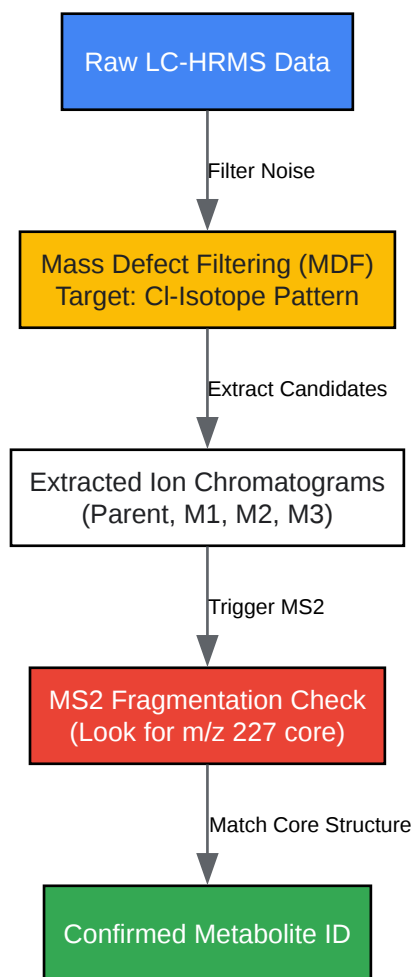 Raw LC-HRMS Data
Filter Noise
Mass Defect Filtering (MDF)
Target: Cl-Isotope Pattern
Extract Candidates
Extracted Ion Chromatograms
(Parent, M1, M2, M3)
Trigger MS2
MS2 Fragmentation Check
(Look for m/z 227 core)
Match Core Structure
Confirmed Metabolite ID